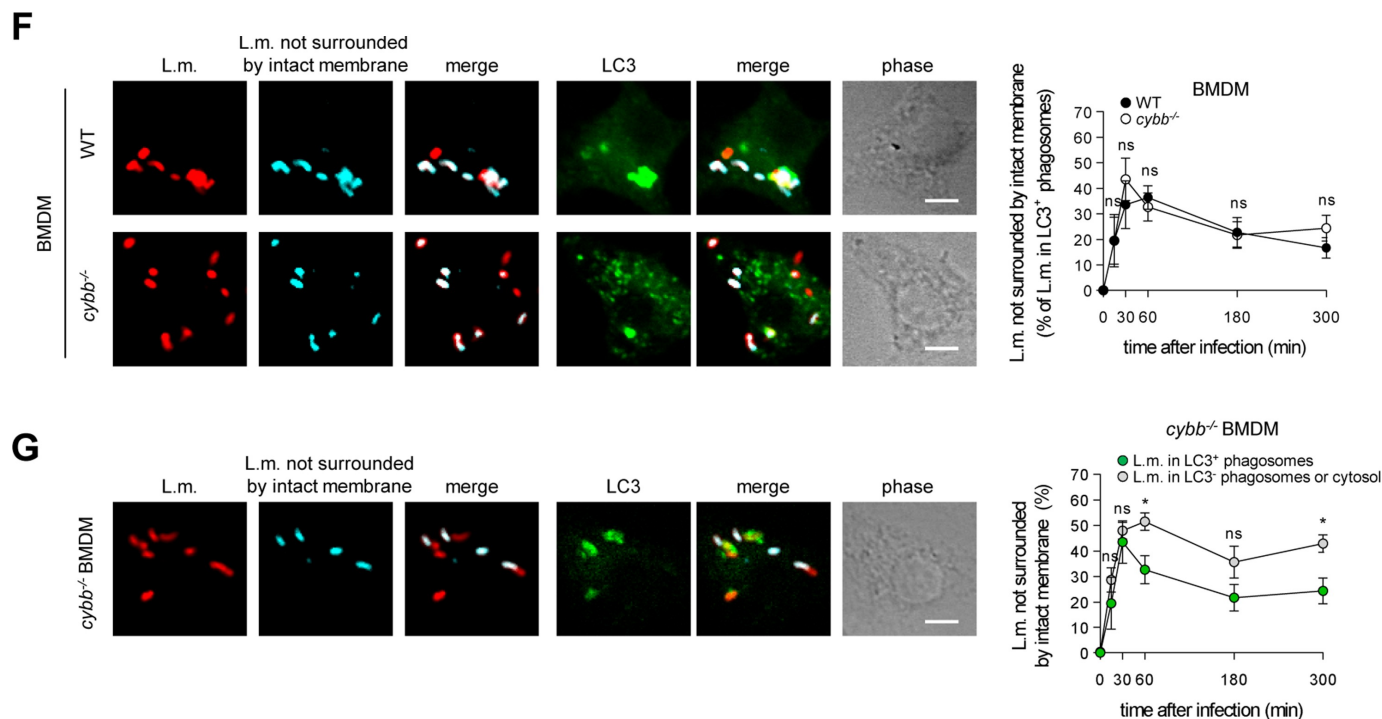 F
L.m.
L.m. not surrounded
by intact membrane
merge
LC3
merge
phase
BMDM
WT
cybb-/-
L.m. not surrounded by intact membrane
(% of L.m. in LC3+ phagosomes)
BMDM
WT
cybb-/-
70
60
50
40
30
20
10
0
ns
ns
ns
ns
ns
0 30 60 180 300
time after infection (min)
G
L.m.
L.m. not surrounded
by intact membrane
merge
LC3
merge
phase
cybb-/- BMDM
L.m. not surrounded
by intact membrane (%)
cybb-/- BMDM
L.m. in LC3+ phagosomes
L.m. in LC3- phagosomes or cytosol
70
60
50
40
30
20
10
0
ns
ns
*
ns
*
0 30 60 180 300
time after infection (min)